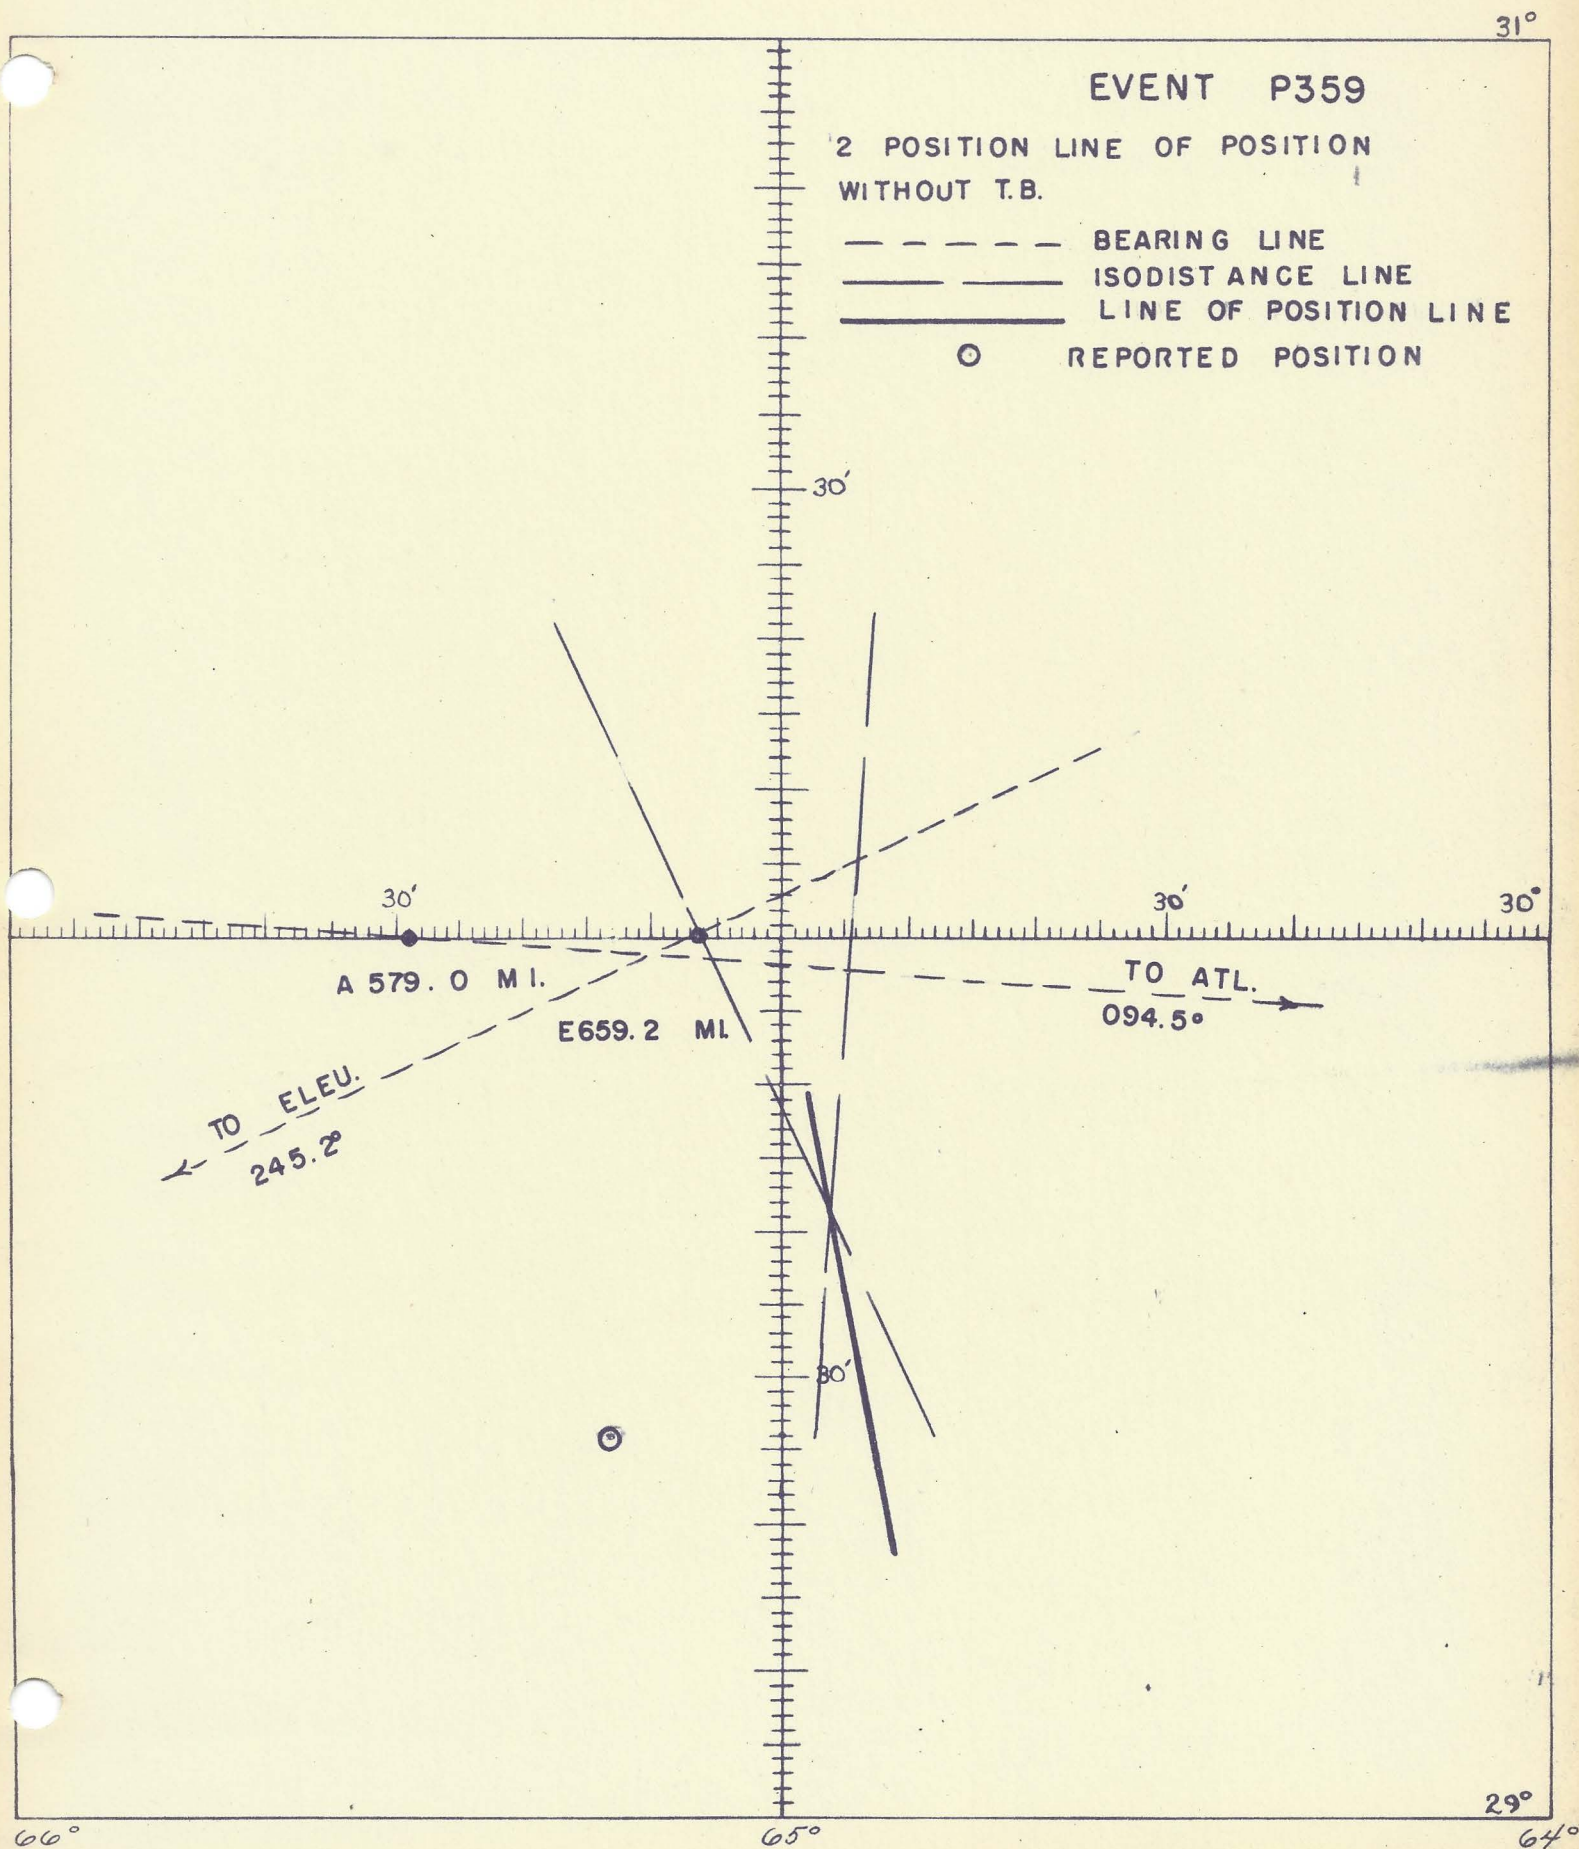 31°
EVENT P359
2 POSITION LINE OF POSITION
WITHOUT T.B.
BEARING LINE
ISODISTANCE LINE
LINE OF POSITION LINE
REPORTED POSITION
30'
30'
30'
30°
A 579.0 MI.
TO ATL.
094.5°
E659.2 MI.
TO ELEU.
245.2°
30'
29°
66°
65°
64°